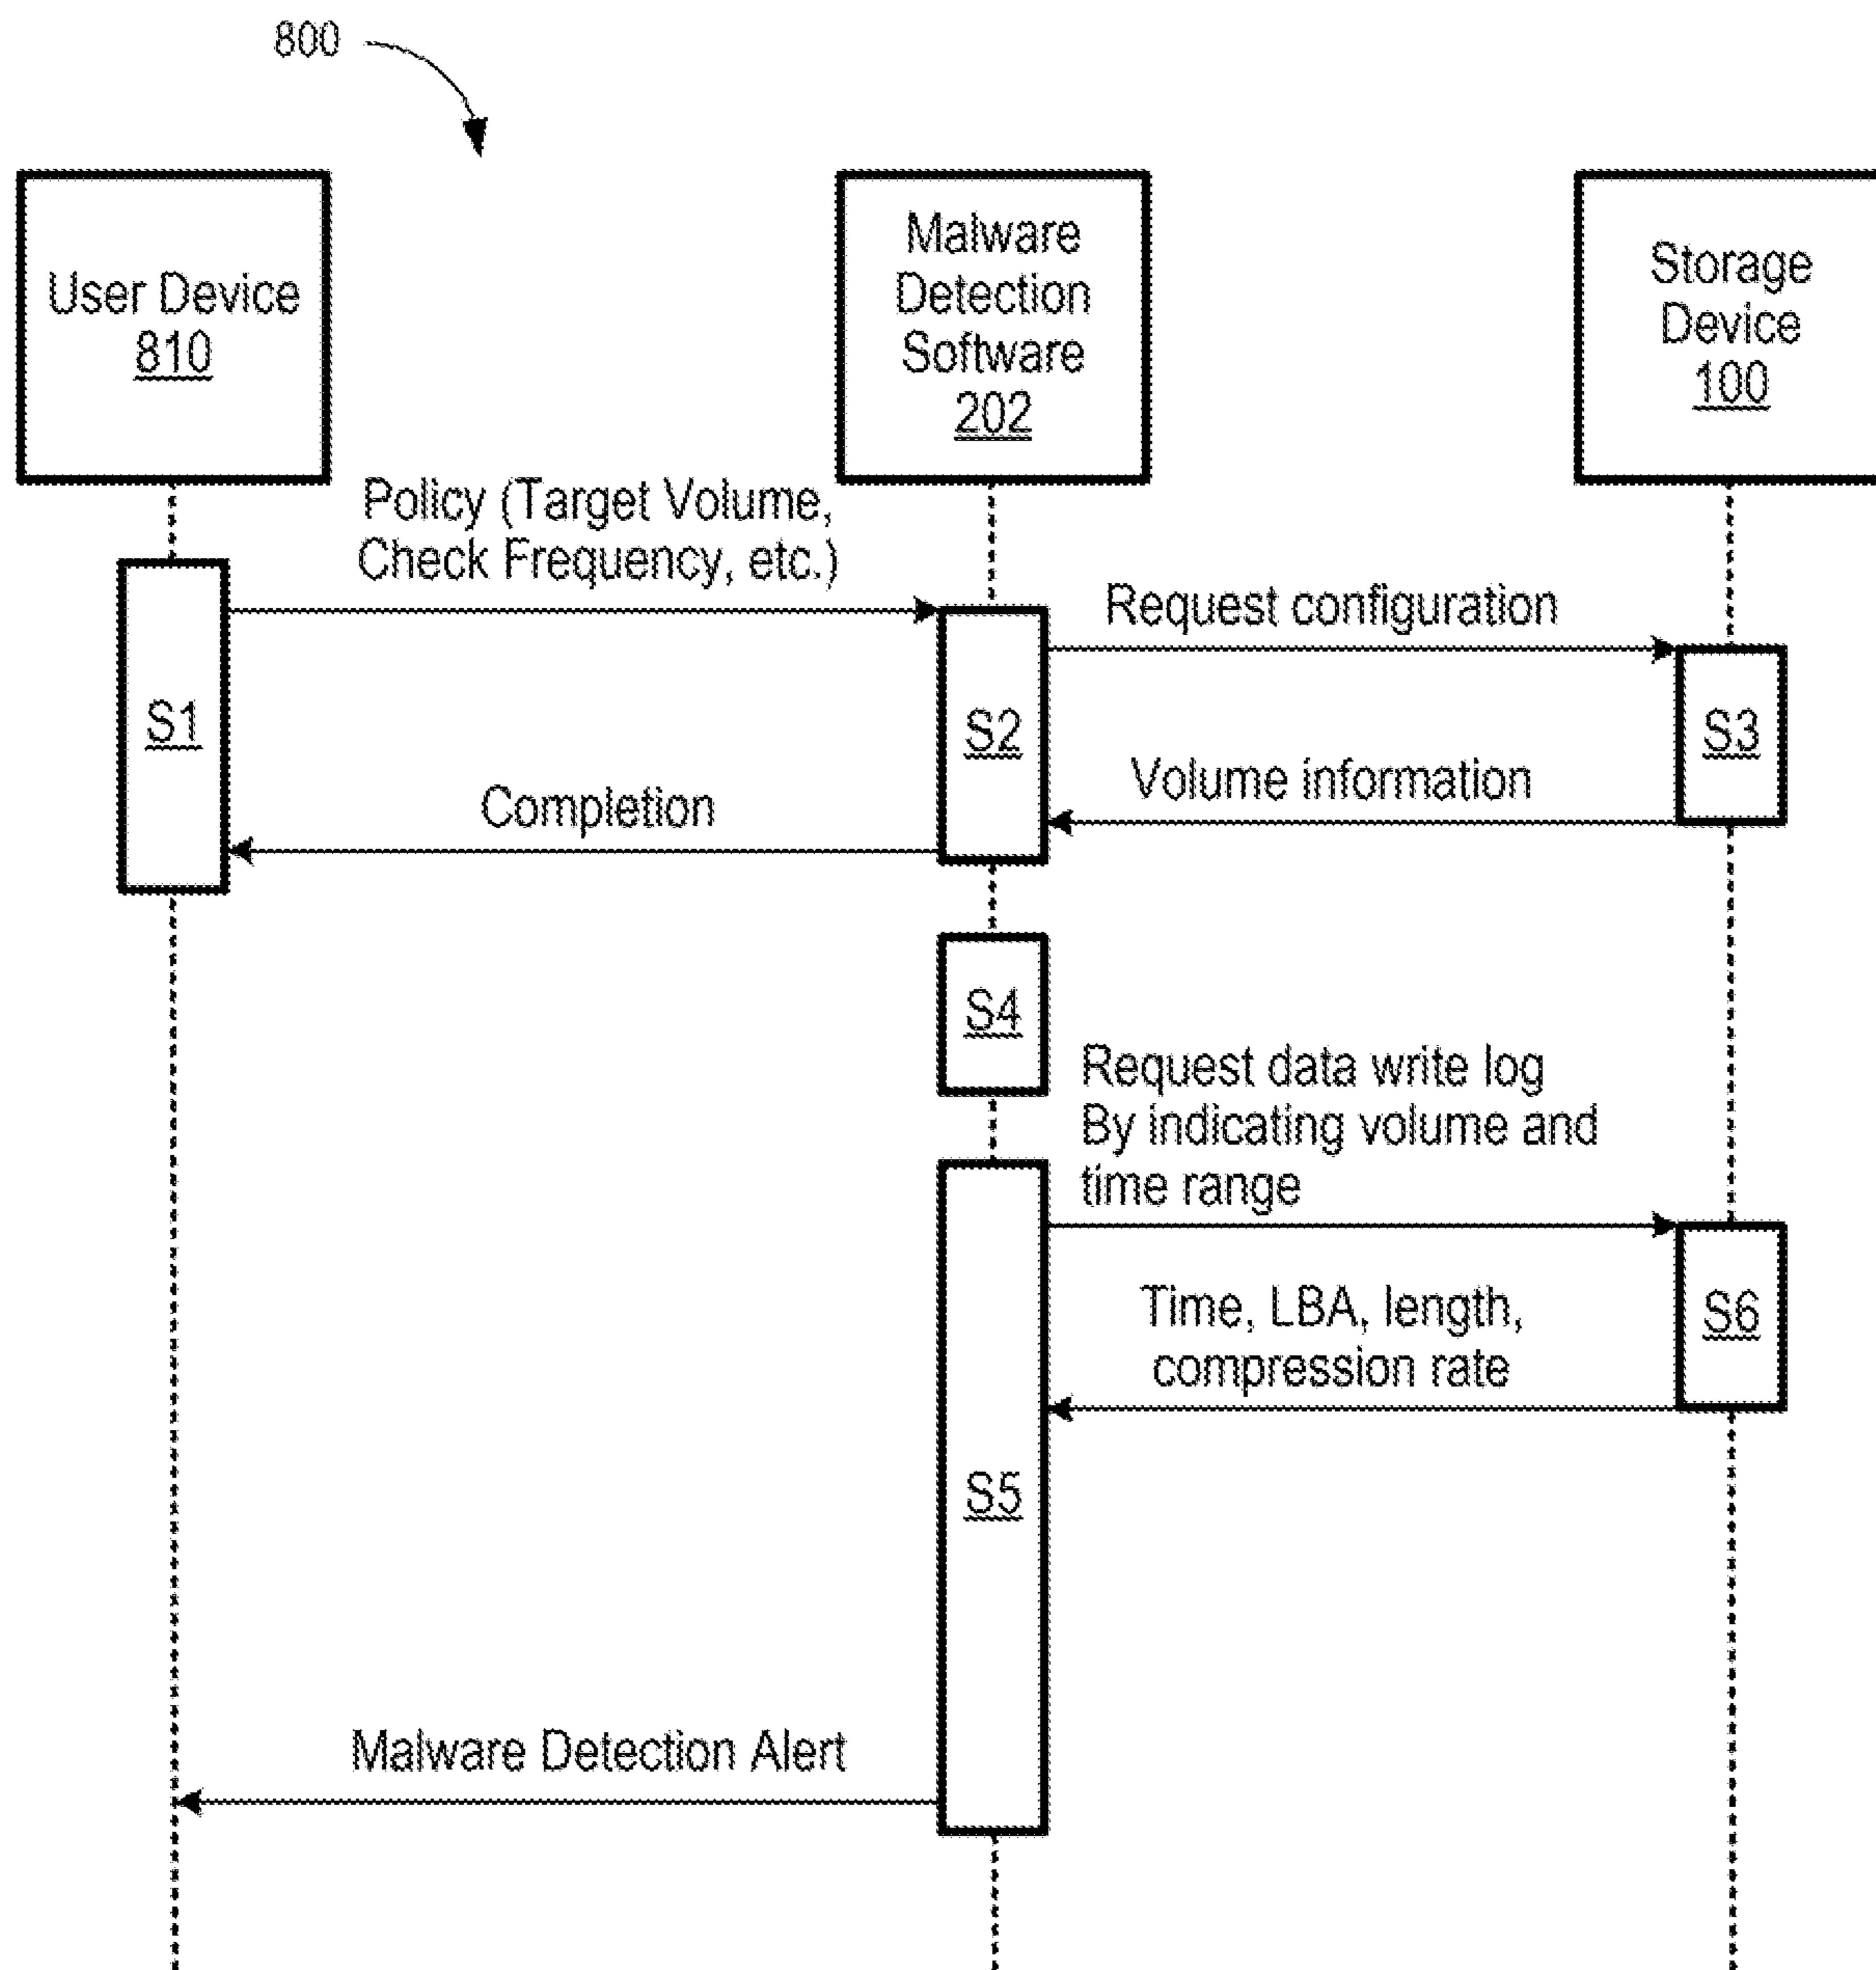 800
User Device
810
Malware
Detection
Software
202
Storage
Device
100
Policy (Target Volume,
Check Frequency, etc.)
Request configuration
S1
S2
S3
Volume information
Completion
S4
Request data write log
By indicating volume and
time range
Time, LBA, length,
compression rate
S6
S5
Malware Detection Alert